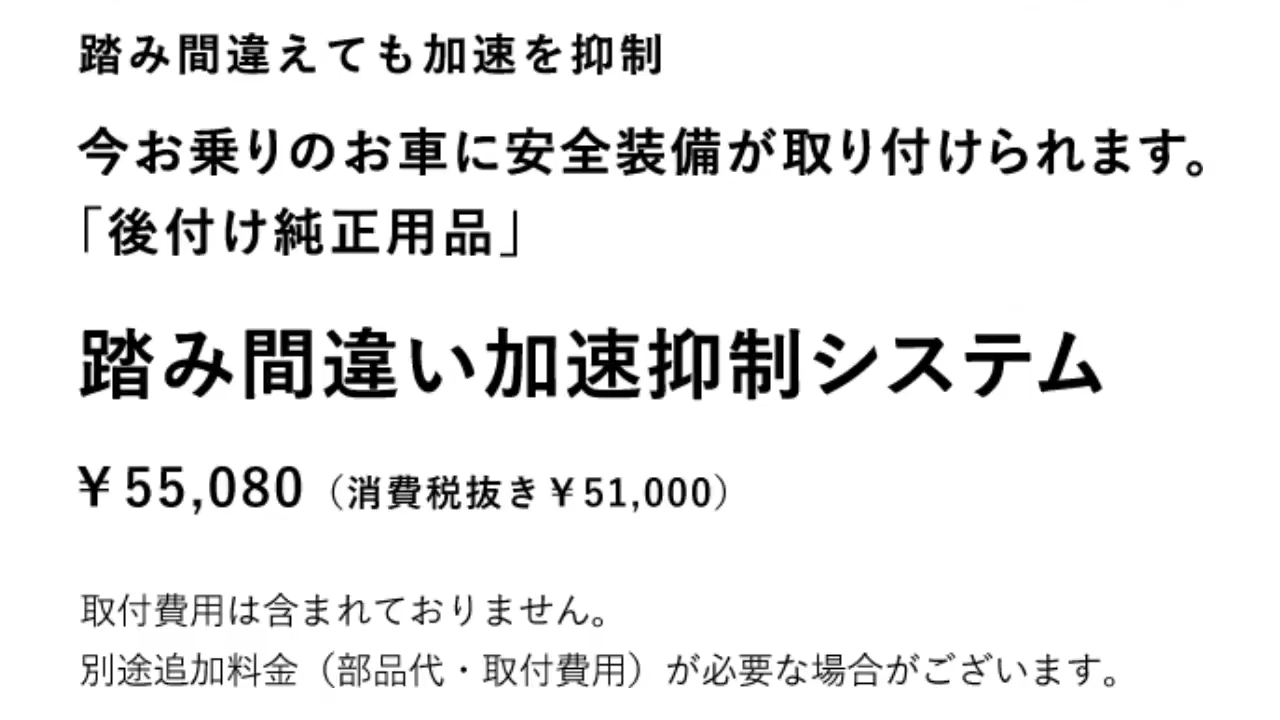 踏み間違えても加速を抑制
今お乗りのお車に安全装備が取り付けられます。
「後付け純正用品」
踏み間違い加速抑制システム
￥55,080（消費税抜き￥51,000）
取付費用は含まれておりません。
別途追加料金（部品代・取付費用）が必要な場合がございます。